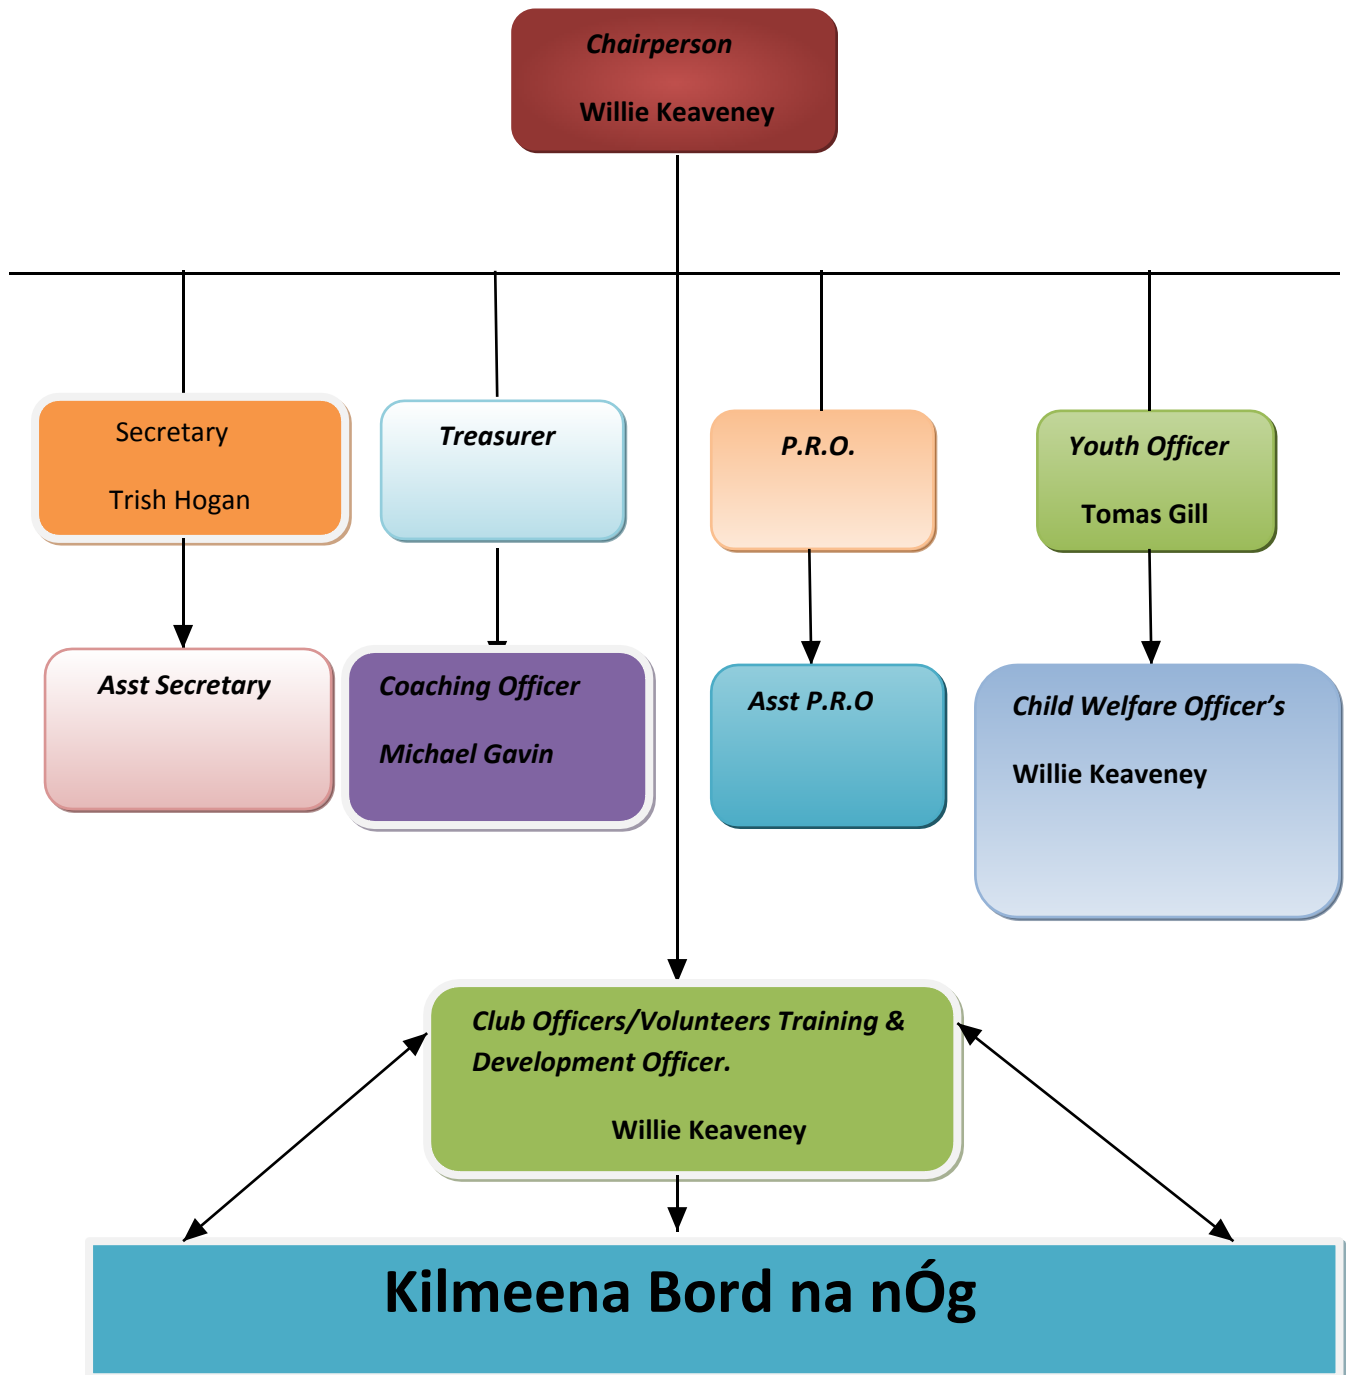 Chairperson
Willie Keaveney
Secretary
Trish Hogan
Treasurer
P.R.O.
Youth Officer
Tomas Gill
Asst Secretary
Coaching Officer
Michael Gavin
Asst P.R.O
Child Welfare Officer’s
Willie Keaveney
Club Officers/Volunteers Training &
Development Officer.
Willie Keaveney
Kilmeena Bord na nÓg